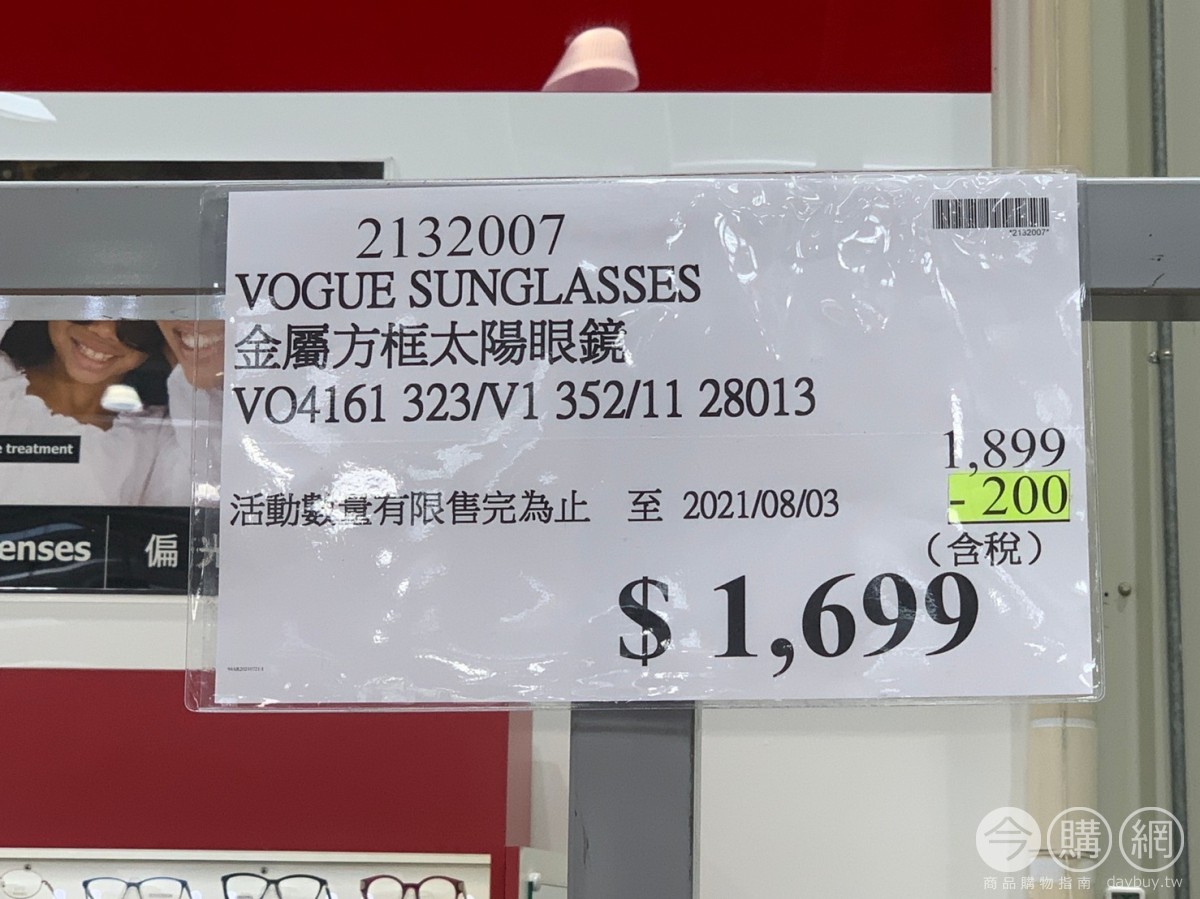 2132007
*2132007*
VOGUE SUNGLASSES
金屬方框太陽眼鏡
VO4161 323/V1 352/11 28013
1,899
- 200
活動數量有限售完為止 至 2021/08/03
(含稅)
$ 1,699
treatment
enses 偏
今購網
商品購物指南 davbuy.tw